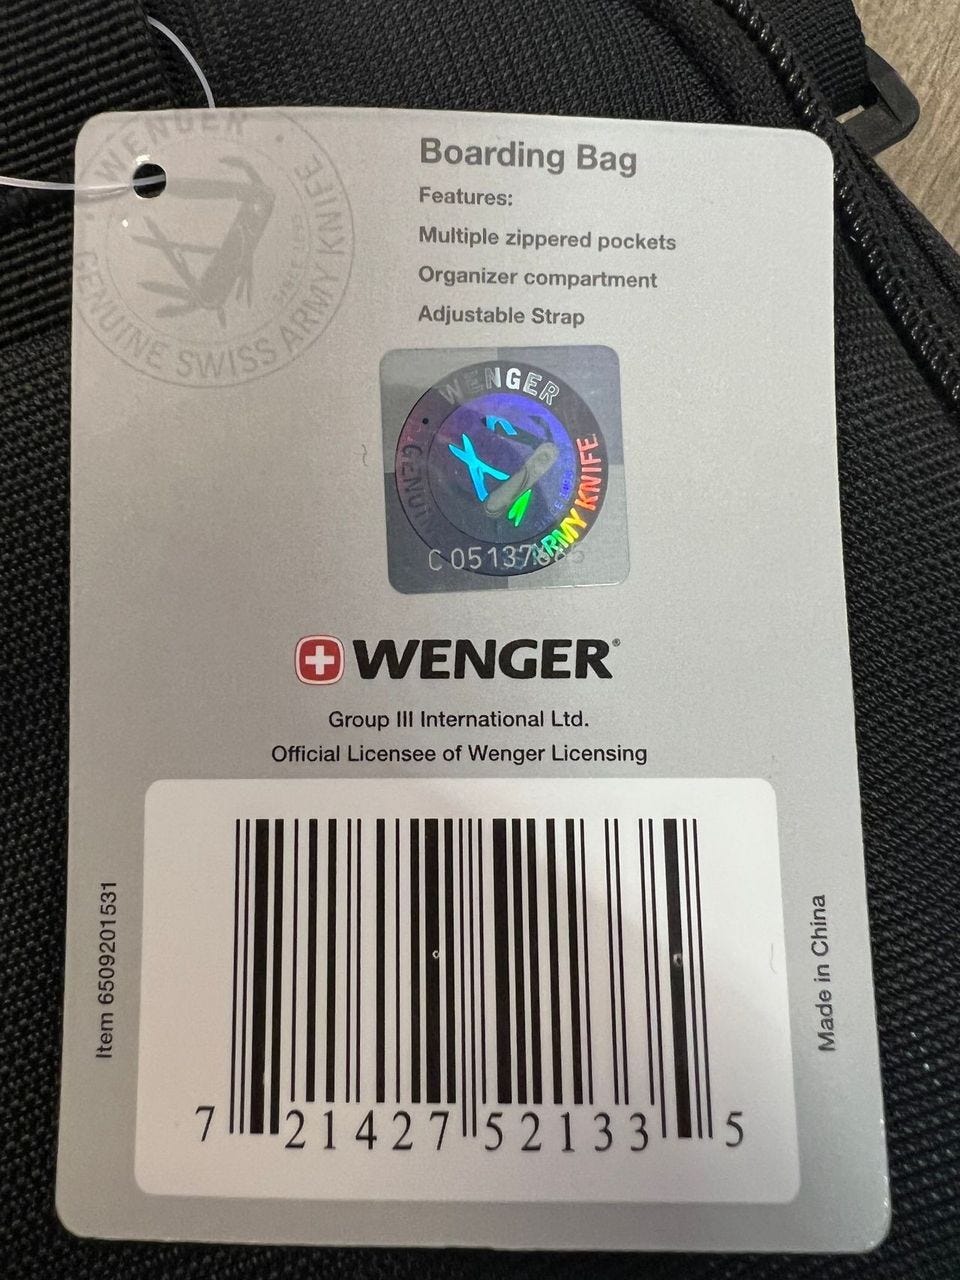 WENGER
GENUINE SWISS ARMY KNIFE
Boarding Bag
Features:
Multiple zippered pockets
Organizer compartment
Adjustable Strap
WENGER
ARMY KNIFE
WENGER®
Group III International Ltd.
Official Licensee of Wenger Licensing
Item 6509201531
Made in China
7 21427 52133 5